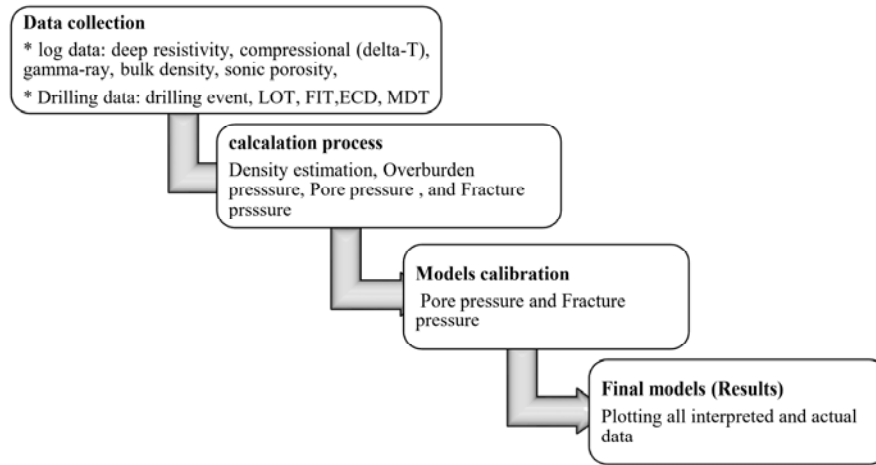 Data collection
* log data: deep resistivity, compressional (delta-T),
gamma-ray, bulk density, sonic porosity,
* Drilling data: drilling event, LOT, FIT,ECD, MDT
calcalation process
Density estimation, Overburden
presssure, Pore pressure , and Fracture
prsssure
Models calibration
Pore pressure and Fracture
pressure
Final models (Results)
Plotting all interpreted and actual
data